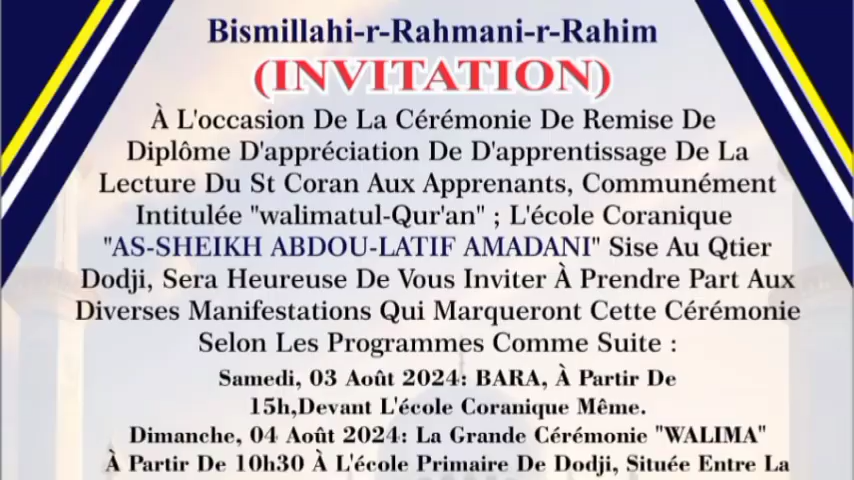 Bismillahi-r-Rahmani-r-Rahim
(INVITATION)
À L'occasion De La Cérémonie De Remise De
Diplôme D'appréciation De D'apprentissage De La
Lecture Du St Coran Aux Apprenants, Communément
Intitulée "walimatul-Qur'an" ; L'école Coranique
"AS-SHEIKH ABDOU-LATIF AMADANI" Sise Au Qtier
Dodji, Sera Heureuse De Vous Inviter À Prendre Part Aux
Diverses Manifestations Qui Marqueront Cette Cérémonie
Selon Les Programmes Comme Suite :
Samedi, 03 Août 2024: BARA, À Partir De
15h,Devant L'école Coranique Même.
Dimanche, 04 Août 2024: La Grande Cérémonie "WALIMA"
À Partir De 10h30 À L'école Primaire De Dodji, Située Entre La